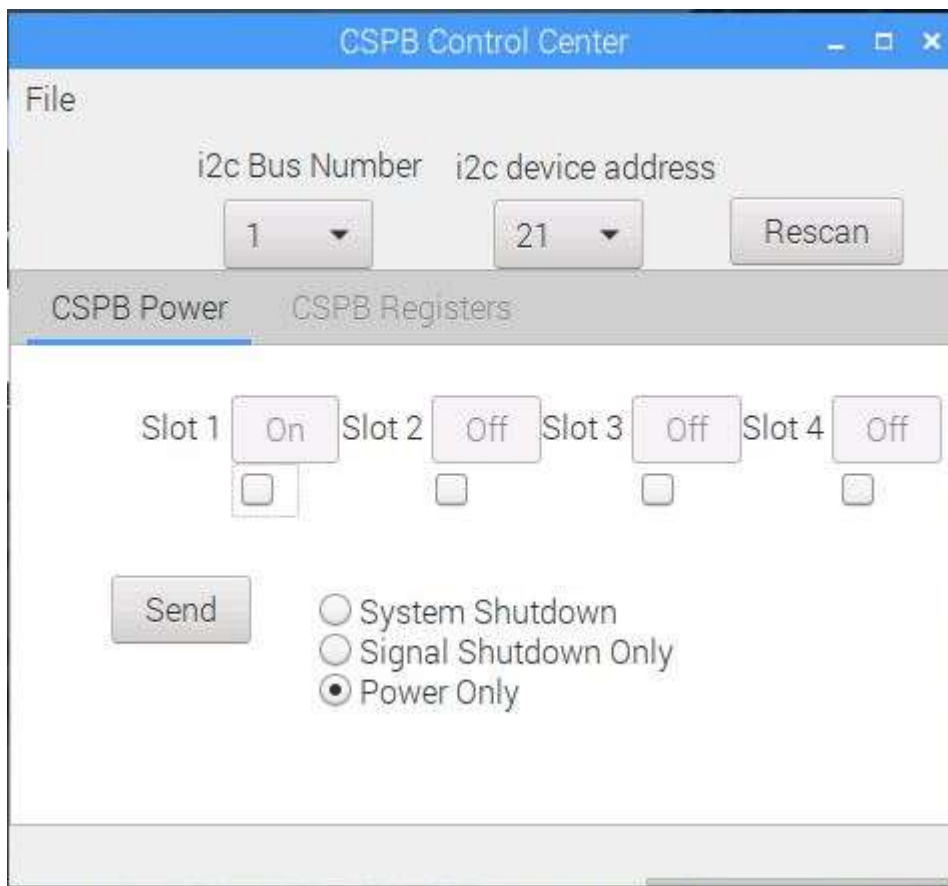 CSPB Control Center
File
i2c Bus Number i2c device address
1 21 Rescan
CSPB Power CSPB Registers
Slot 1 On Slot 2 Off Slot 3 Off Slot 4 Off
Send
System Shutdown
Signal Shutdown Only
Power Only